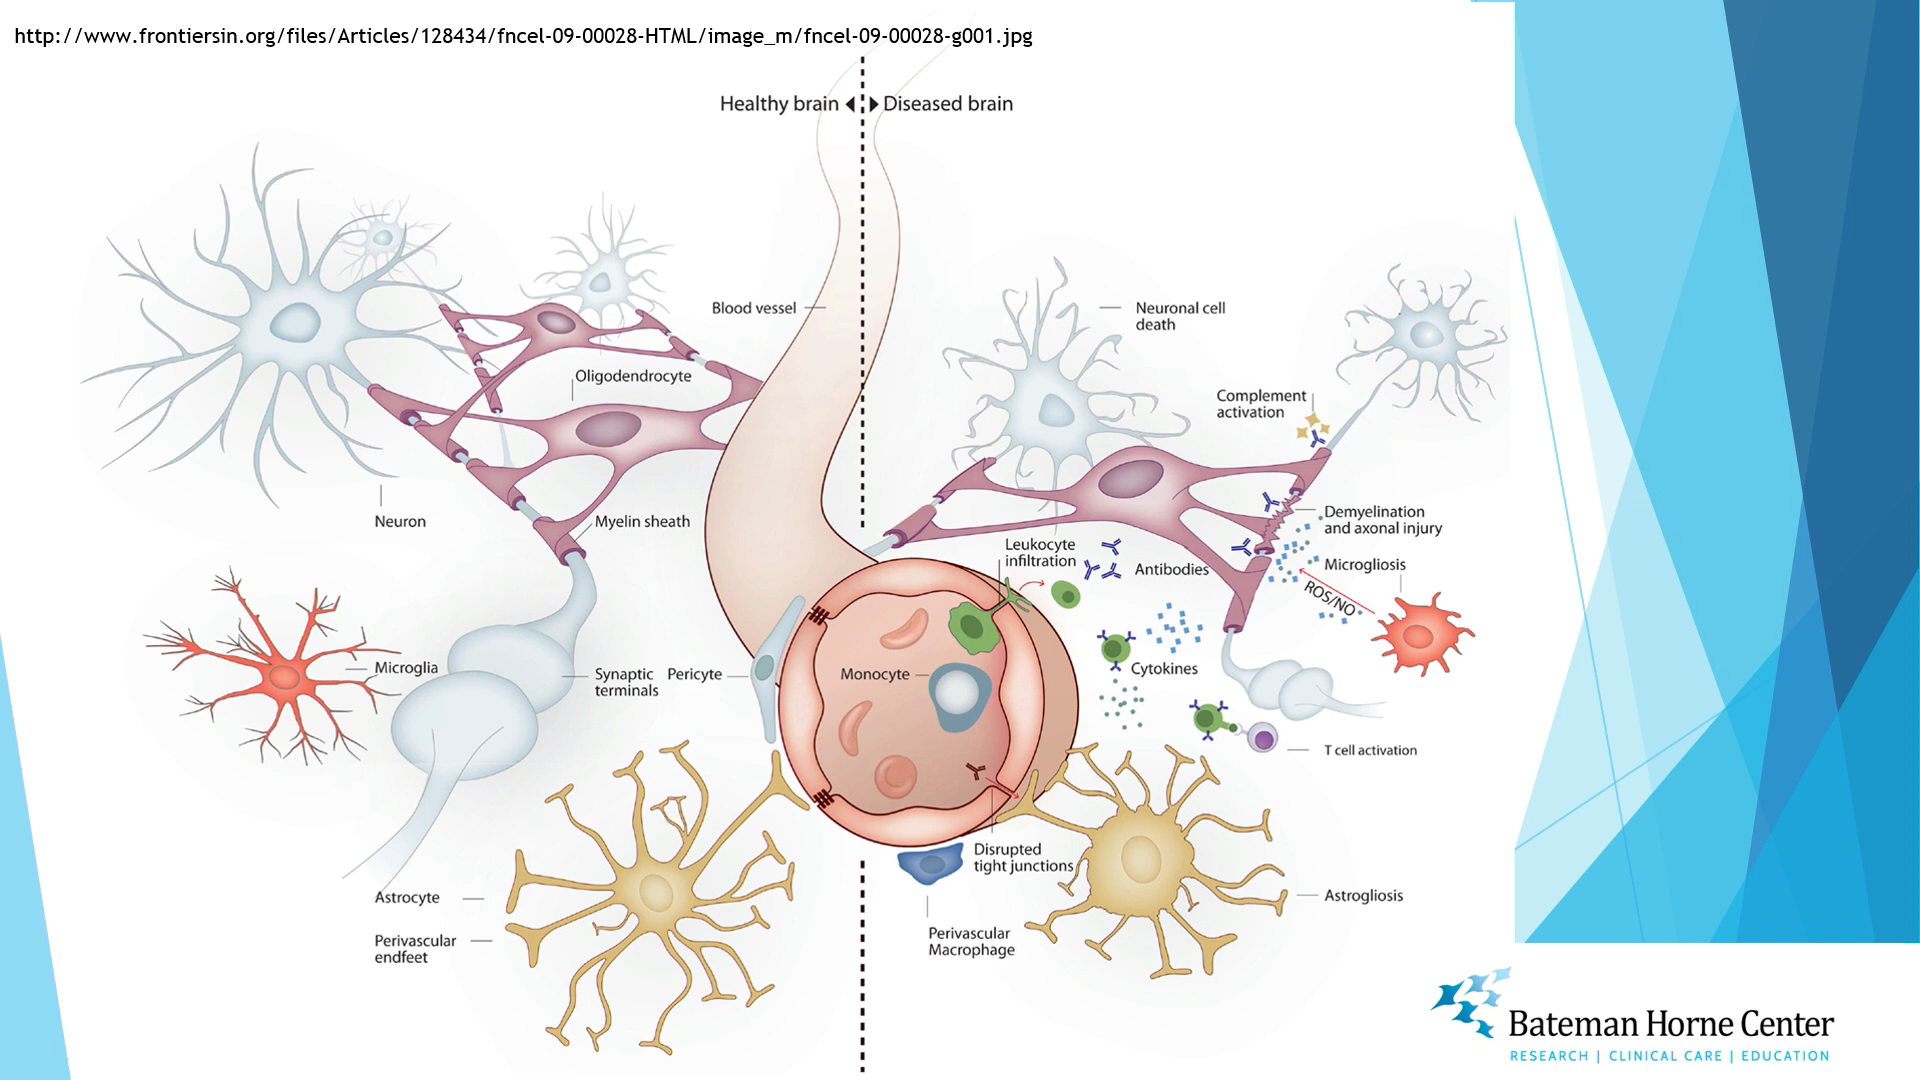 http://www.frontiersin.org/files/Articles/128434/fncel-09-00028-HTML/image_m/fncel-09-00028-g001.jpg
Healthy brain
Diseased brain
Blood vessel
Oligodendrocyte
Neuron
Myelin sheath
Microglia
Synaptic
terminals
Pericyte
Monocyte
Astrocyte
Perivascular
endfeet
Neuronal cell
death
Complement
activation
Demyelination
and axonal injury
Leukocyte
infiltration
Antibodies
Microgliosis
ROS/NO
Cytokines
T cell activation
Disrupted
tight junctions
Astrogliosis
Perivascular
Macrophage
Bateman Horne Center
RESEARCH | CLINICAL CARE | EDUCATION